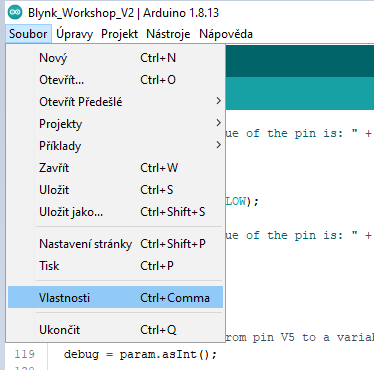 Blynk_Workshop_V2 | Arduino 1.8.13
Soubor Úpravy Projekt Nástroje Nápověda
Nový Ctrl+N
Otevřít... Ctrl+O
Otevřít Předešlé
Projekty
ue of the pin is: " +
Příklady
Zavřít Ctrl+W
Uložit Ctrl+S
Uložit jako... Ctrl+Shift+S
LOW);
ue of the pin is: " +
Nastavení stránky Ctrl+Shift+P
Tisk Ctrl+P
Vlastnosti Ctrl+Comma
Ukončit Ctrl+Q
rom pin V5 to a variab
119 debug = param.asInt();